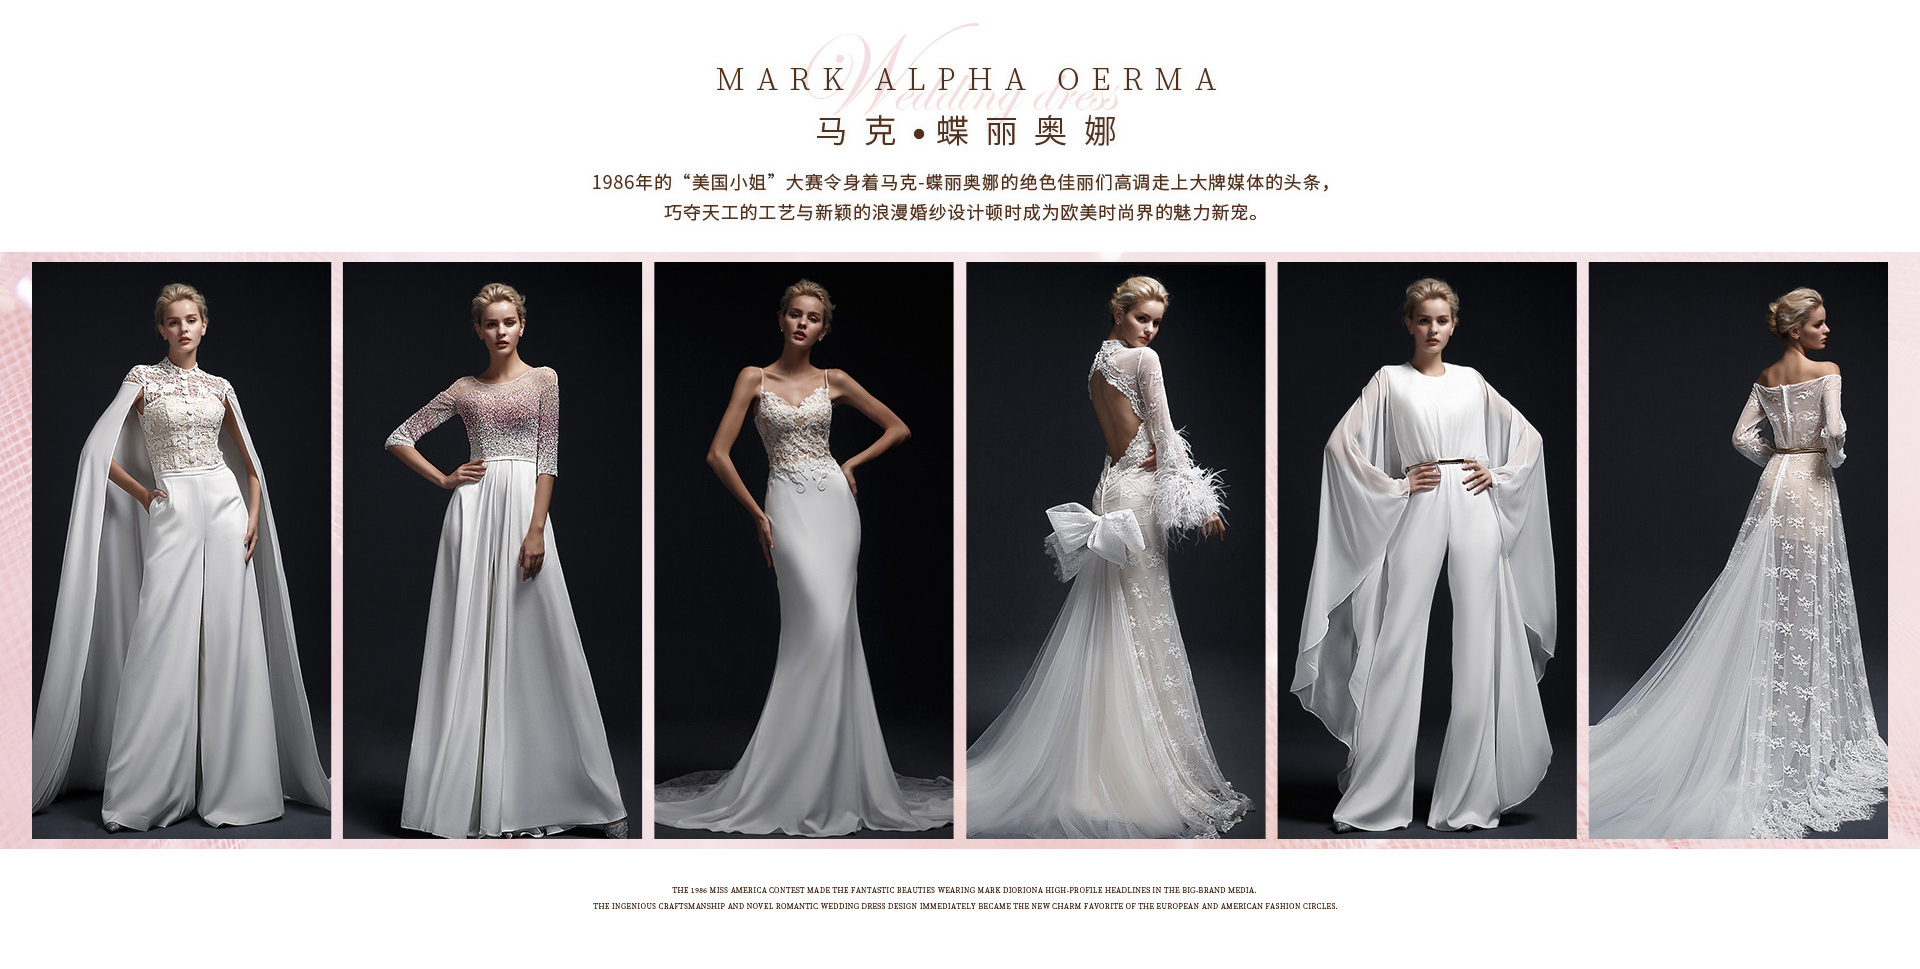 Wedding dress
MARK ALPHA OERMA
马克•蝶丽奥娜
1986年的“美国小姐”大赛令身着马克-蝶丽奥娜的绝色佳丽们高调走上大牌媒体的头条，
巧夺天工的工艺与新颖的浪漫婚纱设计顿时成为欧美时尚界的魅力新宠。
THE 1986 MISS AMERICA CONTEST MADE THE FANTASTIC BEAUTIES WEARING MARK DIORIONA HIGH-PROFILE HEADLINES IN THE BIG-BRAND MEDIA.
THE INGENIOUS CRAFTSMANSHIP AND NOVEL ROMANTIC WEDDING DRESS DESIGN IMMEDIATELY BECAME THE NEW CHARM FAVORITE OF THE EUROPEAN AND AMERICAN FASHION CIRCLES.